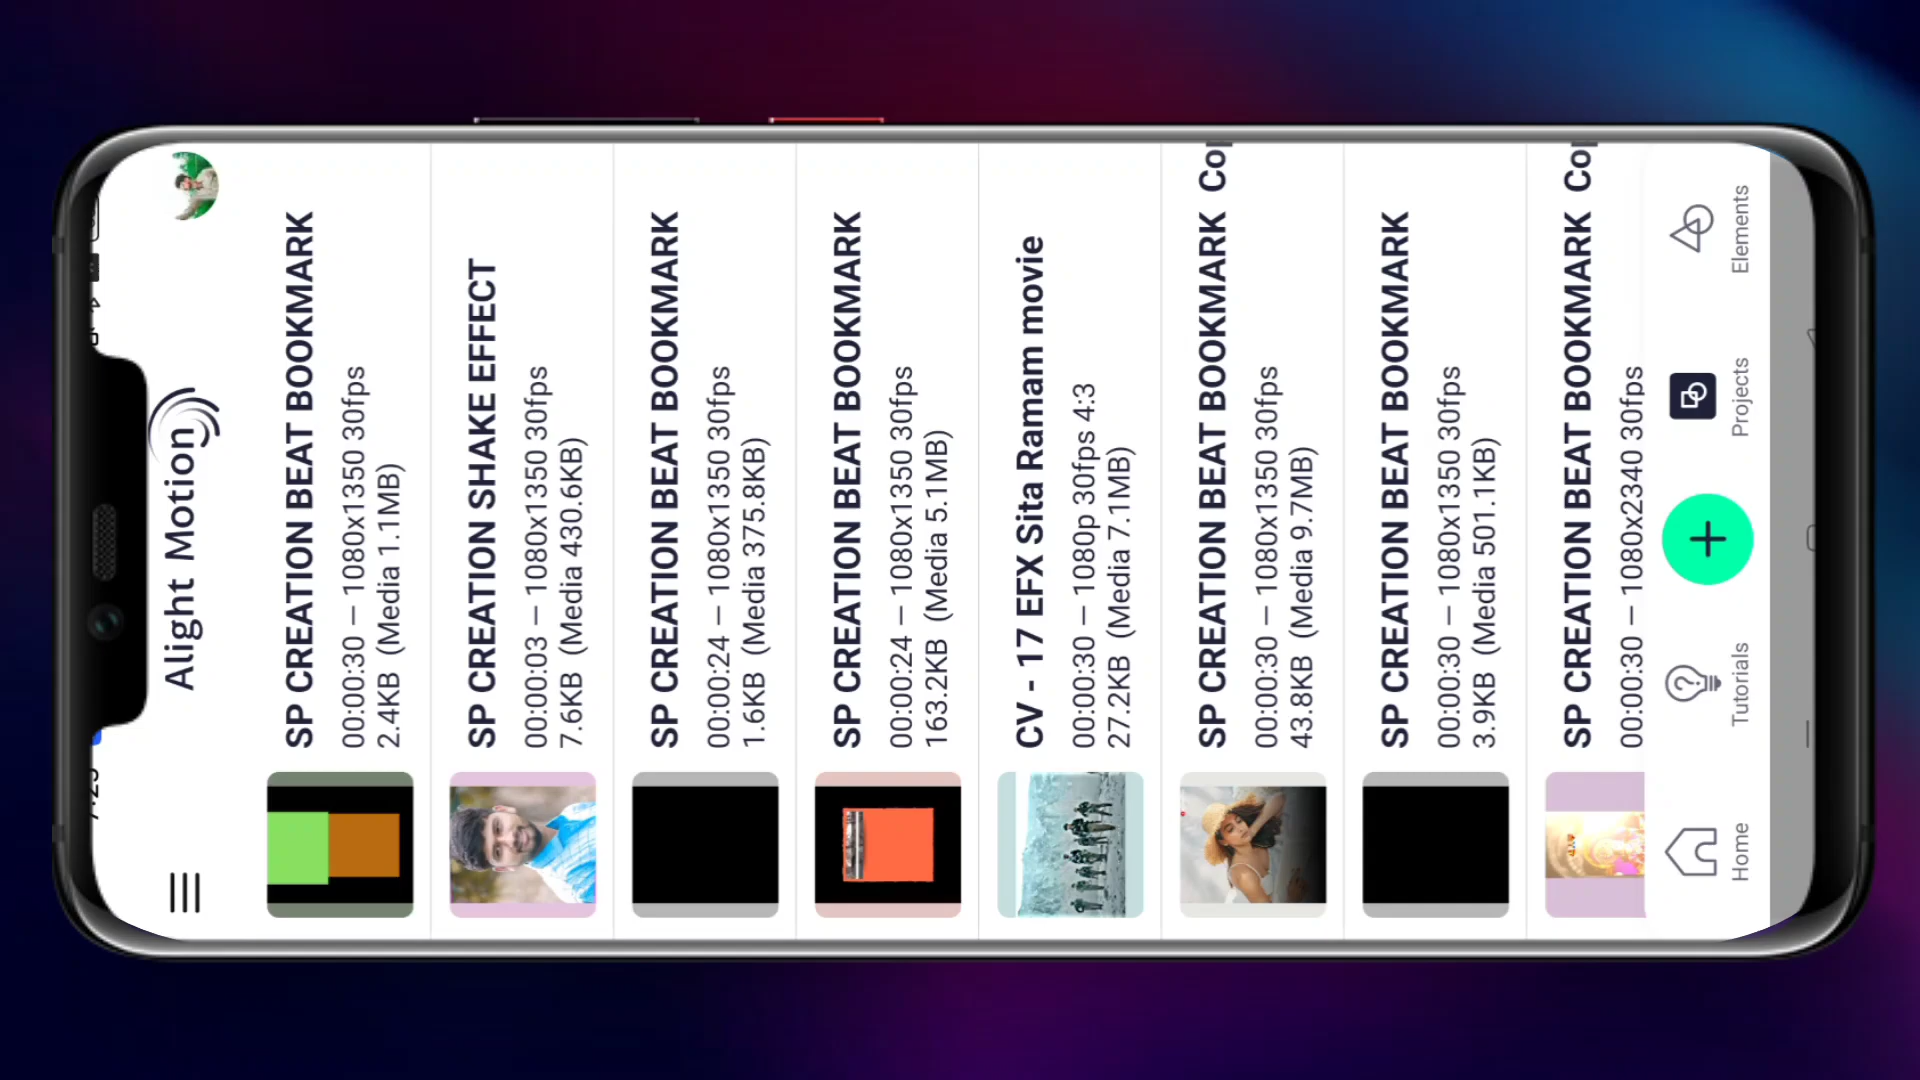 Alight Motion
SP CREATION BEAT BOOKMARK
00:00:30 – 1080x1350 30fps
2.4KB (Media 1.1MB)
SP CREATION SHAKE EFFECT
00:00:03 – 1080x1350 30fps
7.6KB (Media 430.6KB)
SP CREATION BEAT BOOKMARK
00:00:24 – 1080x1350 30fps
1.6KB (Media 375.8KB)
SP CREATION BEAT BOOKMARK
00:00:24 – 1080x1350 30fps
163.2KB (Media 5.1MB)
CV - 17 EFX Sita Ramam movie
00:00:30 – 1080p 30fps 4:3
27.2KB (Media 7.1MB)
SP CREATION BEAT BOOKMARK
00:00:30 – 1080x1350 30fps
43.8KB (Media 9.7MB)
SP CREATION BEAT BOOKMARK
00:00:30 – 1080x1350 30fps
3.9KB (Media 501.1KB)
SP CREATION BEAT BOOKMARK
00:00:30 – 1080x2340 30fps
Home
Tutorials
Projects
Elements